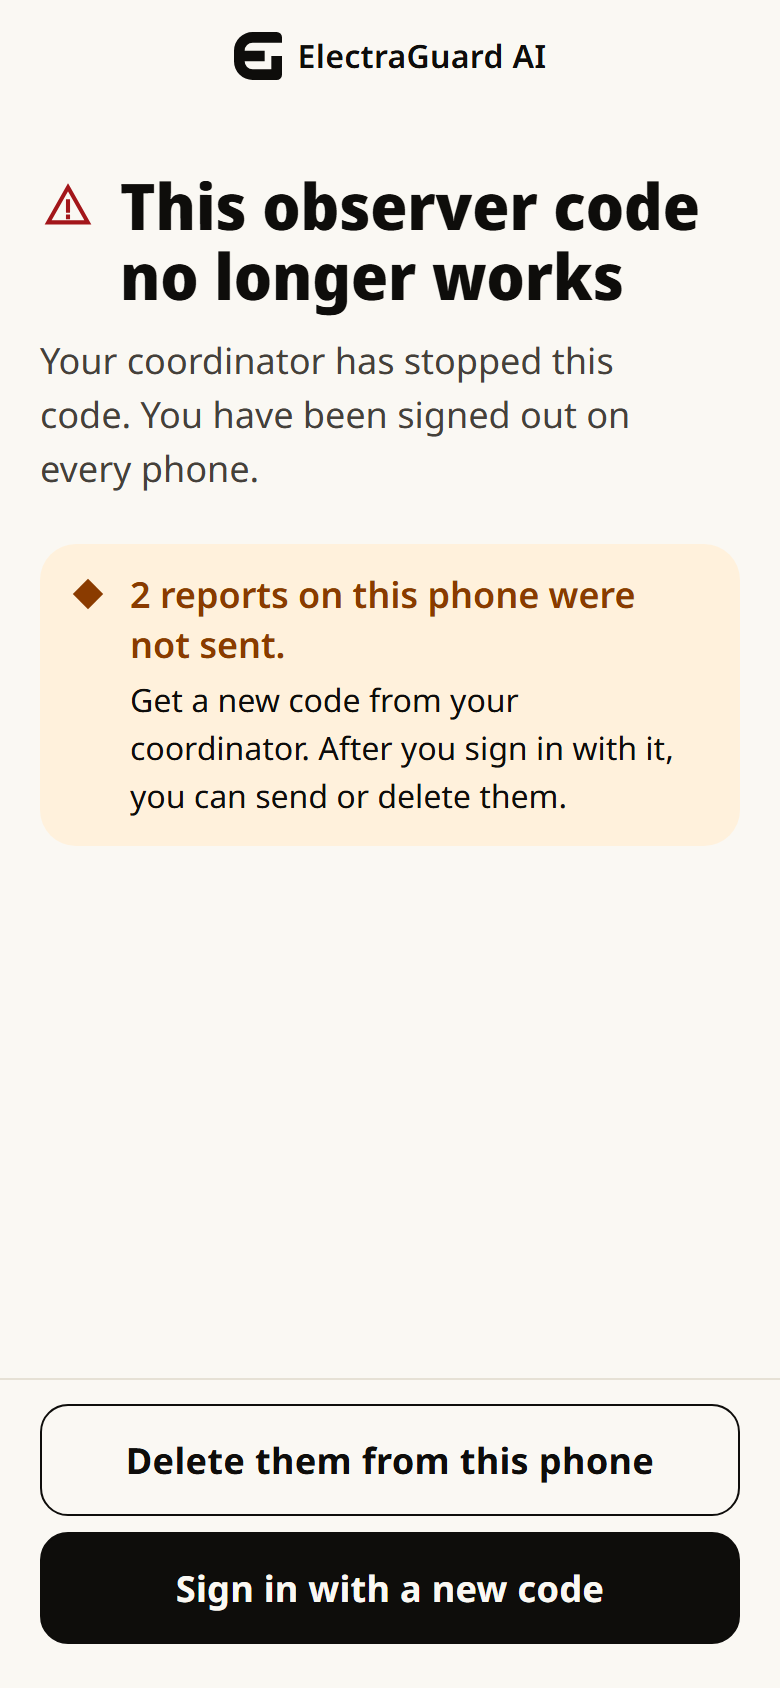 ElectraGuard AI
This observer code
no longer works
Your coordinator has stopped this
code. You have been signed out on
every phone.
2 reports on this phone were
not sent.
Get a new code from your
coordinator. After you sign in with it,
you can send or delete them.
Delete them from this phone
Sign in with a new code